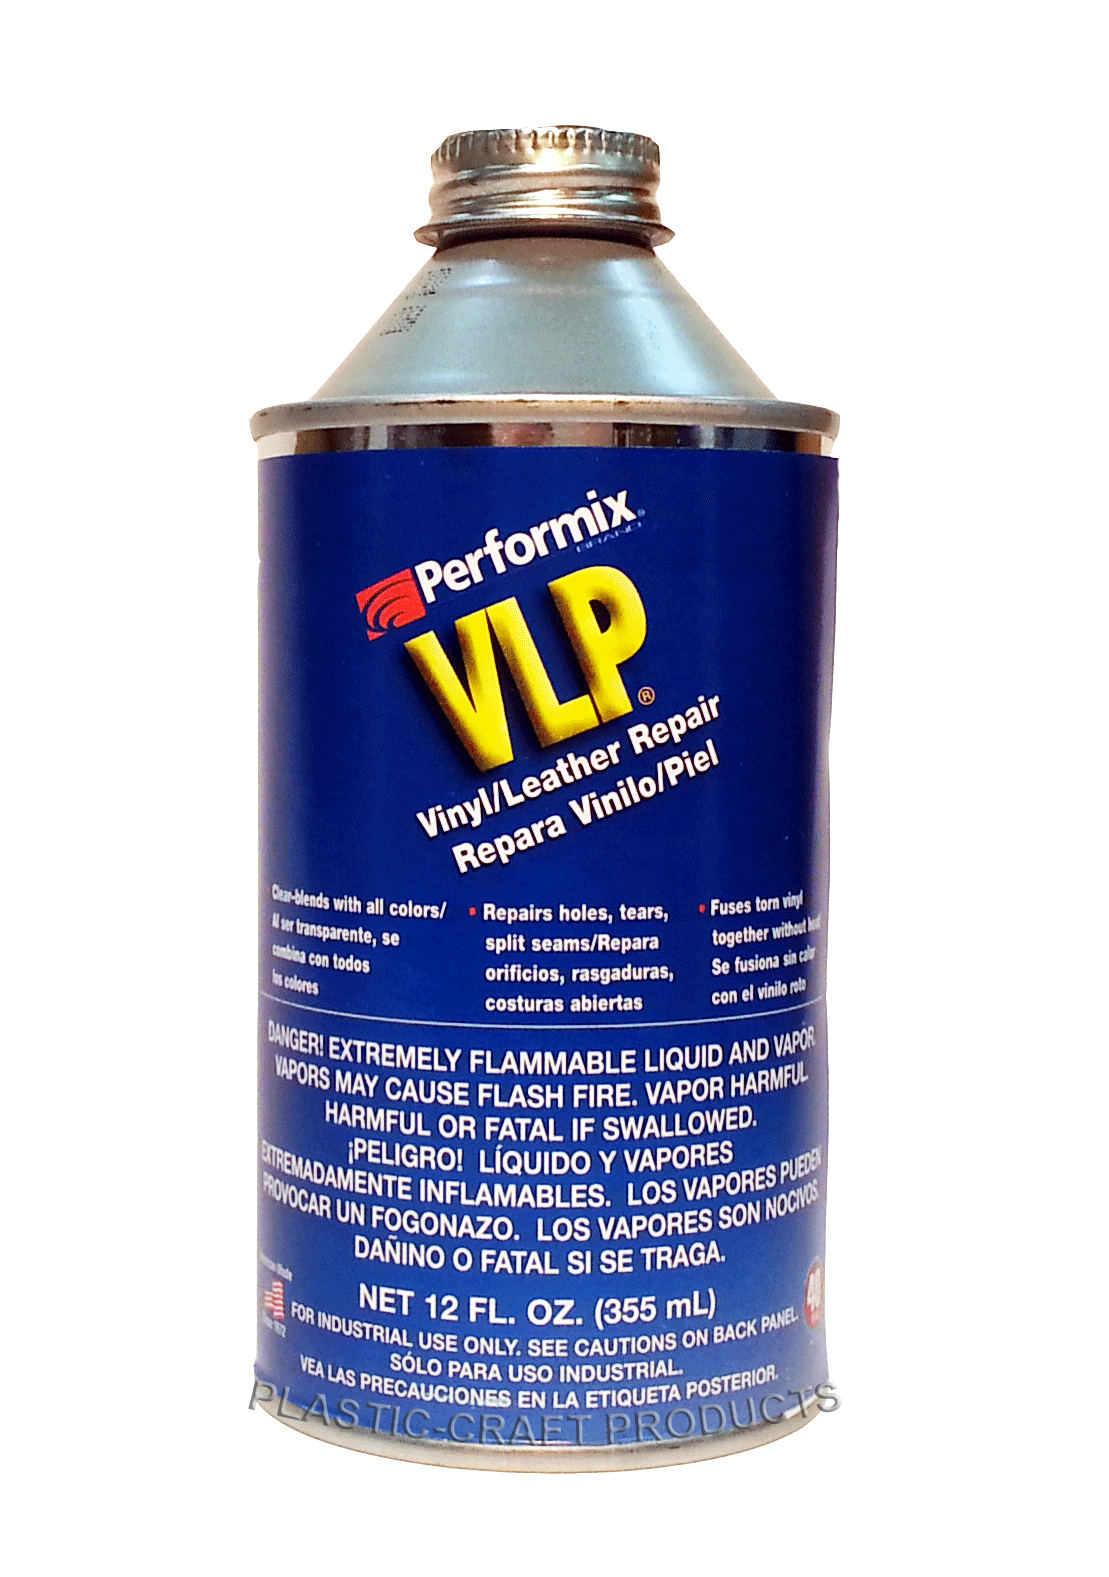 Performix®
BRAND
VLP®
Vinyl/Leather Repair
Repara Vinilo/Piel
Clear-blends with all colors/
Al ser transparente, se
combina con todos
los colores
• Repairs holes, tears,
split seams/Repara
orificios, rasgaduras,
costuras abiertas
• Fuses torn vinyl
together without heat
Se fusiona sin calor
con el vinilo roto
DANGER! EXTREMELY FLAMMABLE LIQUID AND VAPOR.
VAPORS MAY CAUSE FLASH FIRE. VAPOR HARMFUL.
HARMFUL OR FATAL IF SWALLOWED.
¡PELIGRO! LÍQUIDO Y VAPORES
EXTREMADAMENTE INFLAMABLES. LOS VAPORES PUEDEN
PROVOCAR UN FOGONAZO. LOS VAPORES SON NOCIVOS.
DAÑINO O FATAL SI SE TRAGA.
NET 12 FL. OZ. (355 mL)
Made
1972
40
FOR INDUSTRIAL USE ONLY. SEE CAUTIONS ON BACK PANEL.
SÓLO PARA USO INDUSTRIAL.
VEA LAS PRECAUCIONES EN LA ETIQUETA POSTERIOR.
PLASTIC-CRAFT PRODUCTS